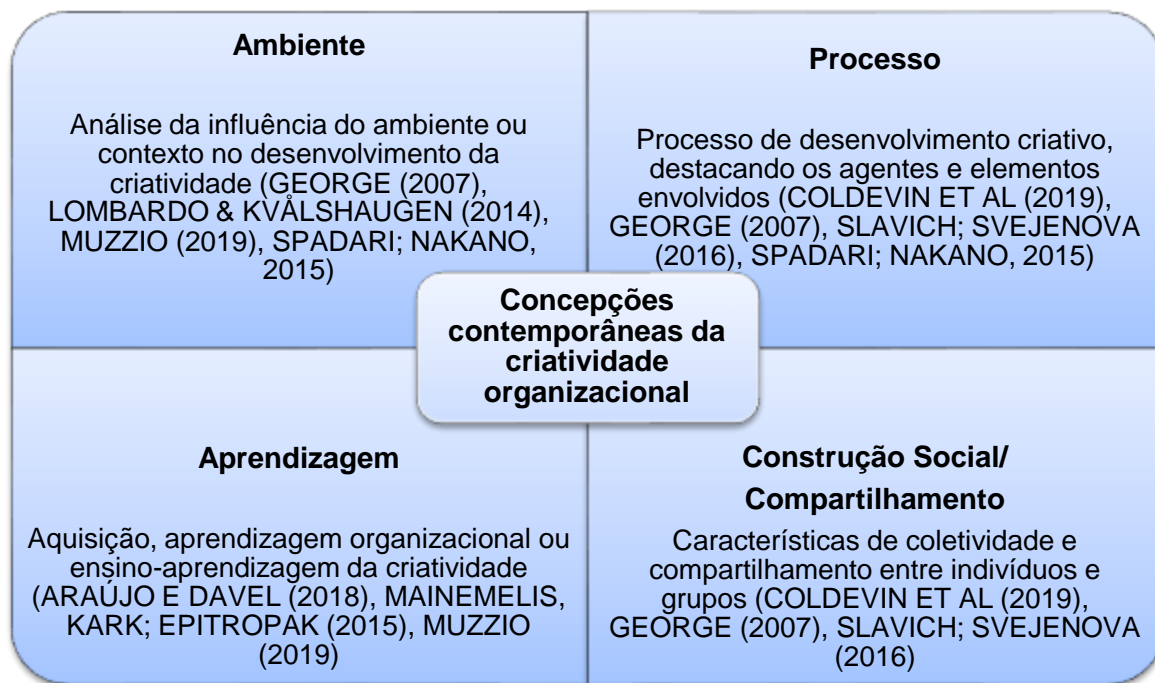 Ambiente
Análise da influência do ambiente ou
contexto no desenvolvimento da
criatividade (GEORGE (2007),
LOMBARDO & KVÅLSHAUGEN (2014),
MUZZIO (2019), SPADARI; NAKANO,
2015)
Processo
Processo de desenvolvimento criativo,
destacando os agentes e elementos
envolvidos (COLDEVIN ET AL (2019),
GEORGE (2007), SLAVICH; SVEJENOVA
(2016), SPADARI; NAKANO, 2015)
Concepções
contemporâneas da
criatividade
organizacional
Aprendizagem
Aquisição, aprendizagem organizacional ou
ensino-aprendizagem da criatividade
(ARAÚJO E DAVEL (2018), MAINEMELIS,
KARK; EPITROPAK (2015), MUZZIO
(2019)
Construção Social/
Compartilhamento
Características de coletividade e
compartilhamento entre indivíduos e
grupos (COLDEVIN ET AL (2019),
GEORGE (2007), SLAVICH; SVEJENOVA
(2016)